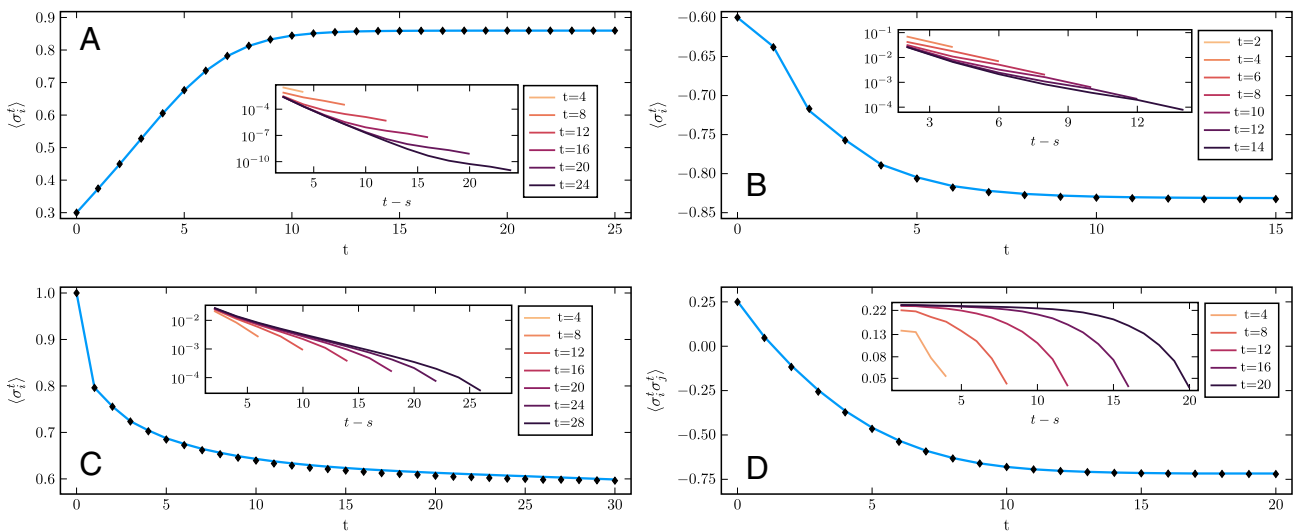 A
0.9
0.8
0.7
0.6
0.5
0.4
0.3
⟨σᵢᵗ⟩
0 5 10 15 20 25
t
10⁻⁴
10⁻⁷
10⁻¹⁰
5 10 15 20
t − s
t=4
t=8
t=12
t=16
t=20
t=24
B
−0.60
−0.65
−0.70
−0.75
−0.80
−0.85
⟨σᵢᵗ⟩
0 5 10 15
t
10⁻¹
10⁻²
10⁻³
10⁻⁴
3 6 9 12
t − s
t=2
t=4
t=6
t=8
t=10
t=12
t=14
C
1.0
0.9
0.8
0.7
0.6
⟨σᵢᵗ⟩
0 5 10 15 20 25 30
t
10⁻²
10⁻³
10⁻⁴
5 10 15 20 25
t − s
t=4
t=8
t=12
t=16
t=20
t=24
t=28
D
0.25
0.00
−0.25
−0.50
−0.75
⟨σᵢᵗσⱼᵗ⟩
0 5 10 15 20
t
0.22
0.13
0.08
0.05
5 10 15 20
t − s
t=4
t=8
t=12
t=16
t=20